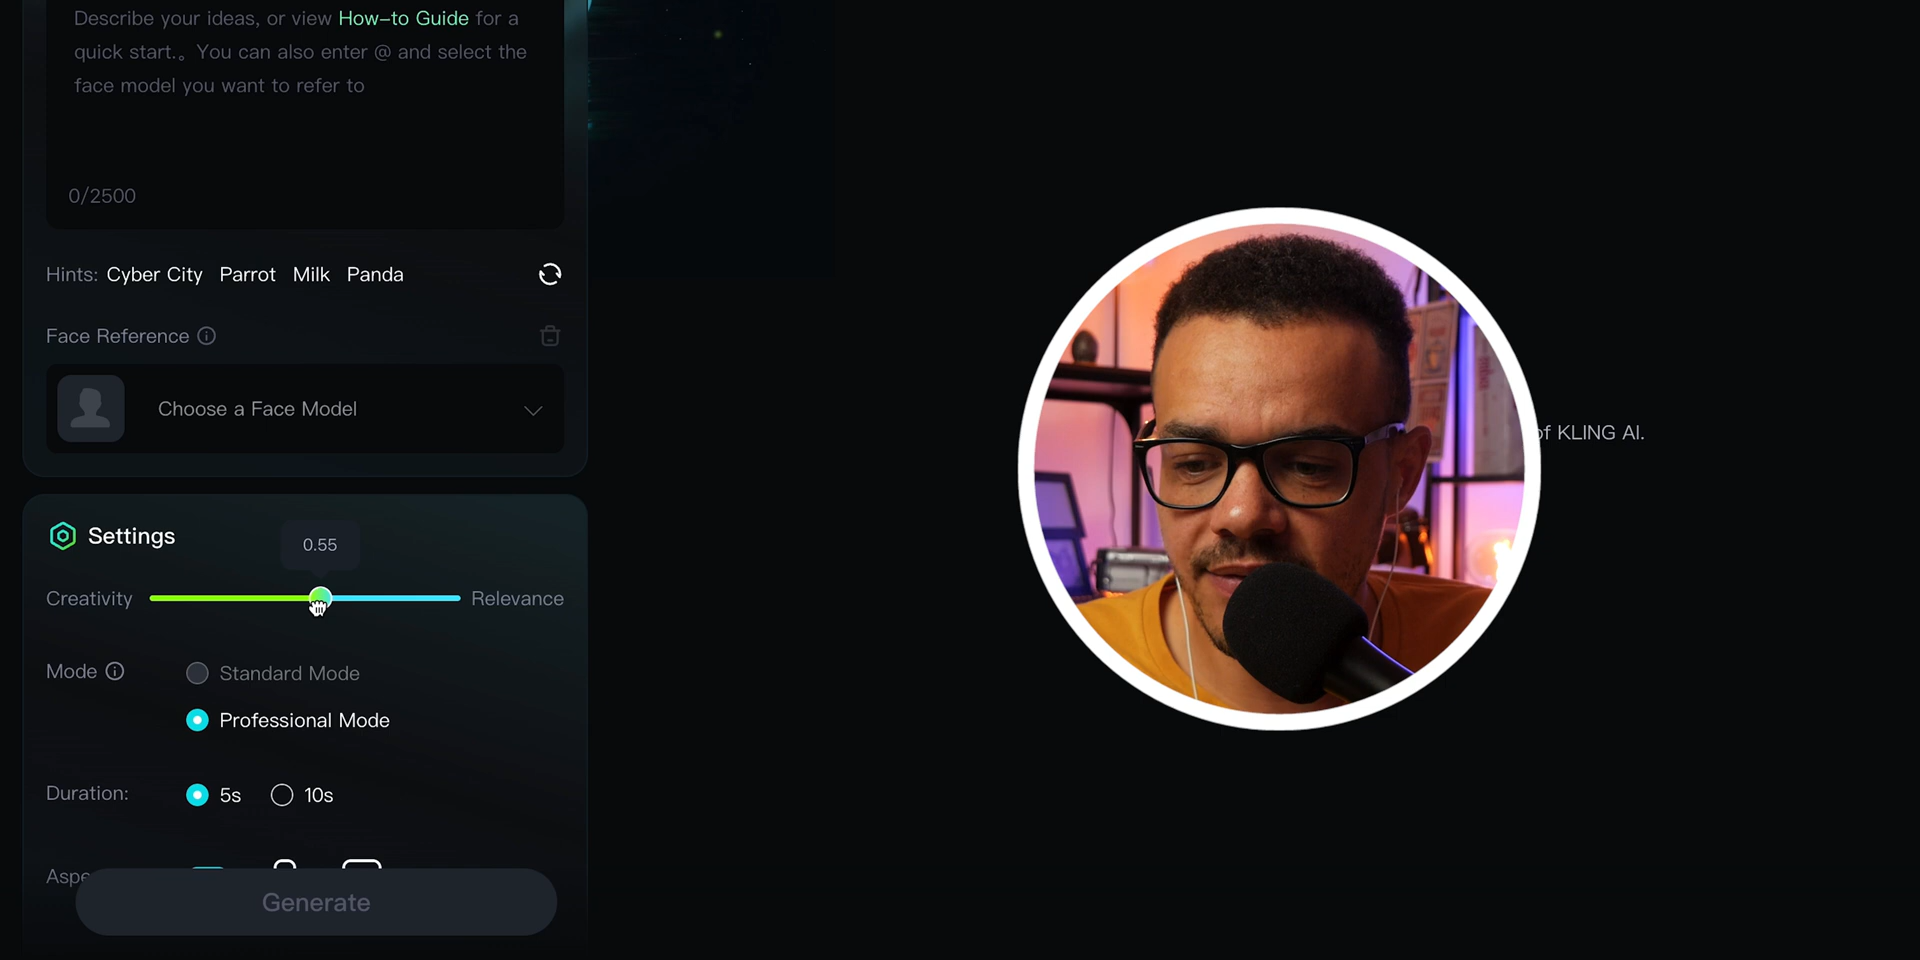 Describe your ideas, or view How-to Guide for a
quick start.。 You can also enter @ and select the
face model you want to refer to
0/2500
Hints: Cyber City Parrot Milk Panda
Face Reference
Choose a Face Model
of KLING AI.
Settings
0.55
Creativity
Relevance
Mode
Standard Mode
Professional Mode
Duration:
5s
10s
Aspe
Generate